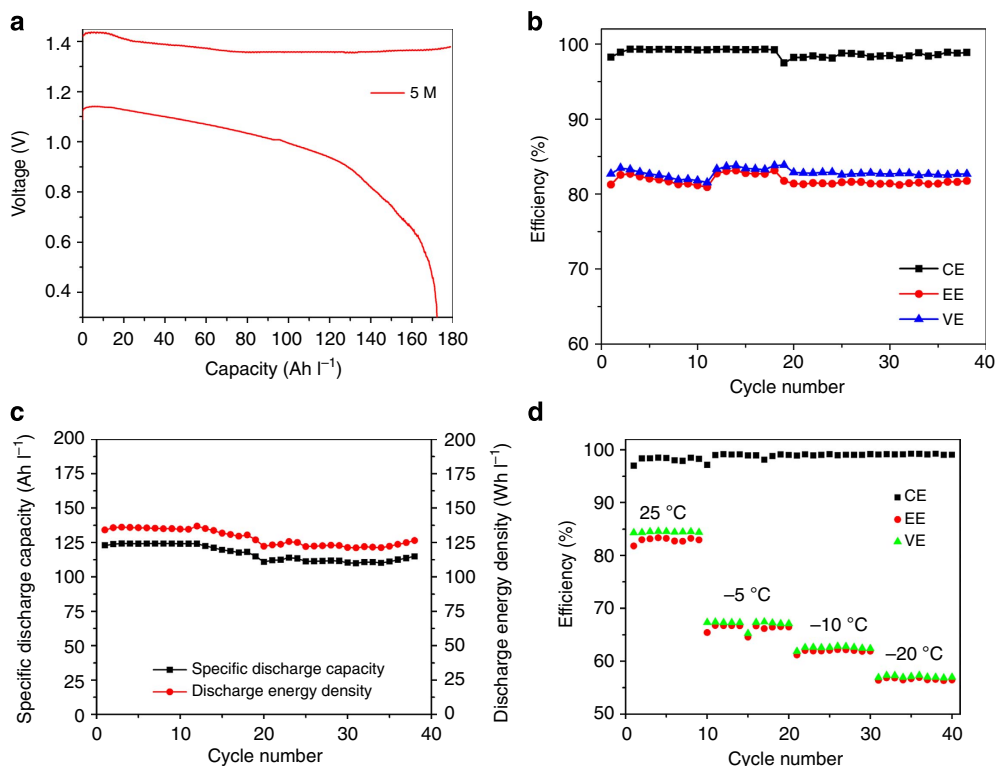 a
1.4
1.2
1.0
0.8
0.6
0.4
Voltage (V)
5 M
0 20 40 60 80 100 120 140 160 180
Capacity (Ah l⁻¹)
b
100
90
80
70
60
Efficiency (%)
CE
EE
VE
0 10 20 30 40
Cycle number
c
200
175
150
125
100
75
50
25
0
Specific discharge capacity (Ah l⁻¹)
Specific discharge capacity
Discharge energy density
200
175
150
125
100
75
50
25
0
Discharge energy density (Wh l⁻¹)
0 10 20 30 40
Cycle number
d
100
90
80
70
60
50
Efficiency (%)
CE
EE
VE
25 °C
–5 °C
–10 °C
–20 °C
0 10 20 30 40
Cycle number